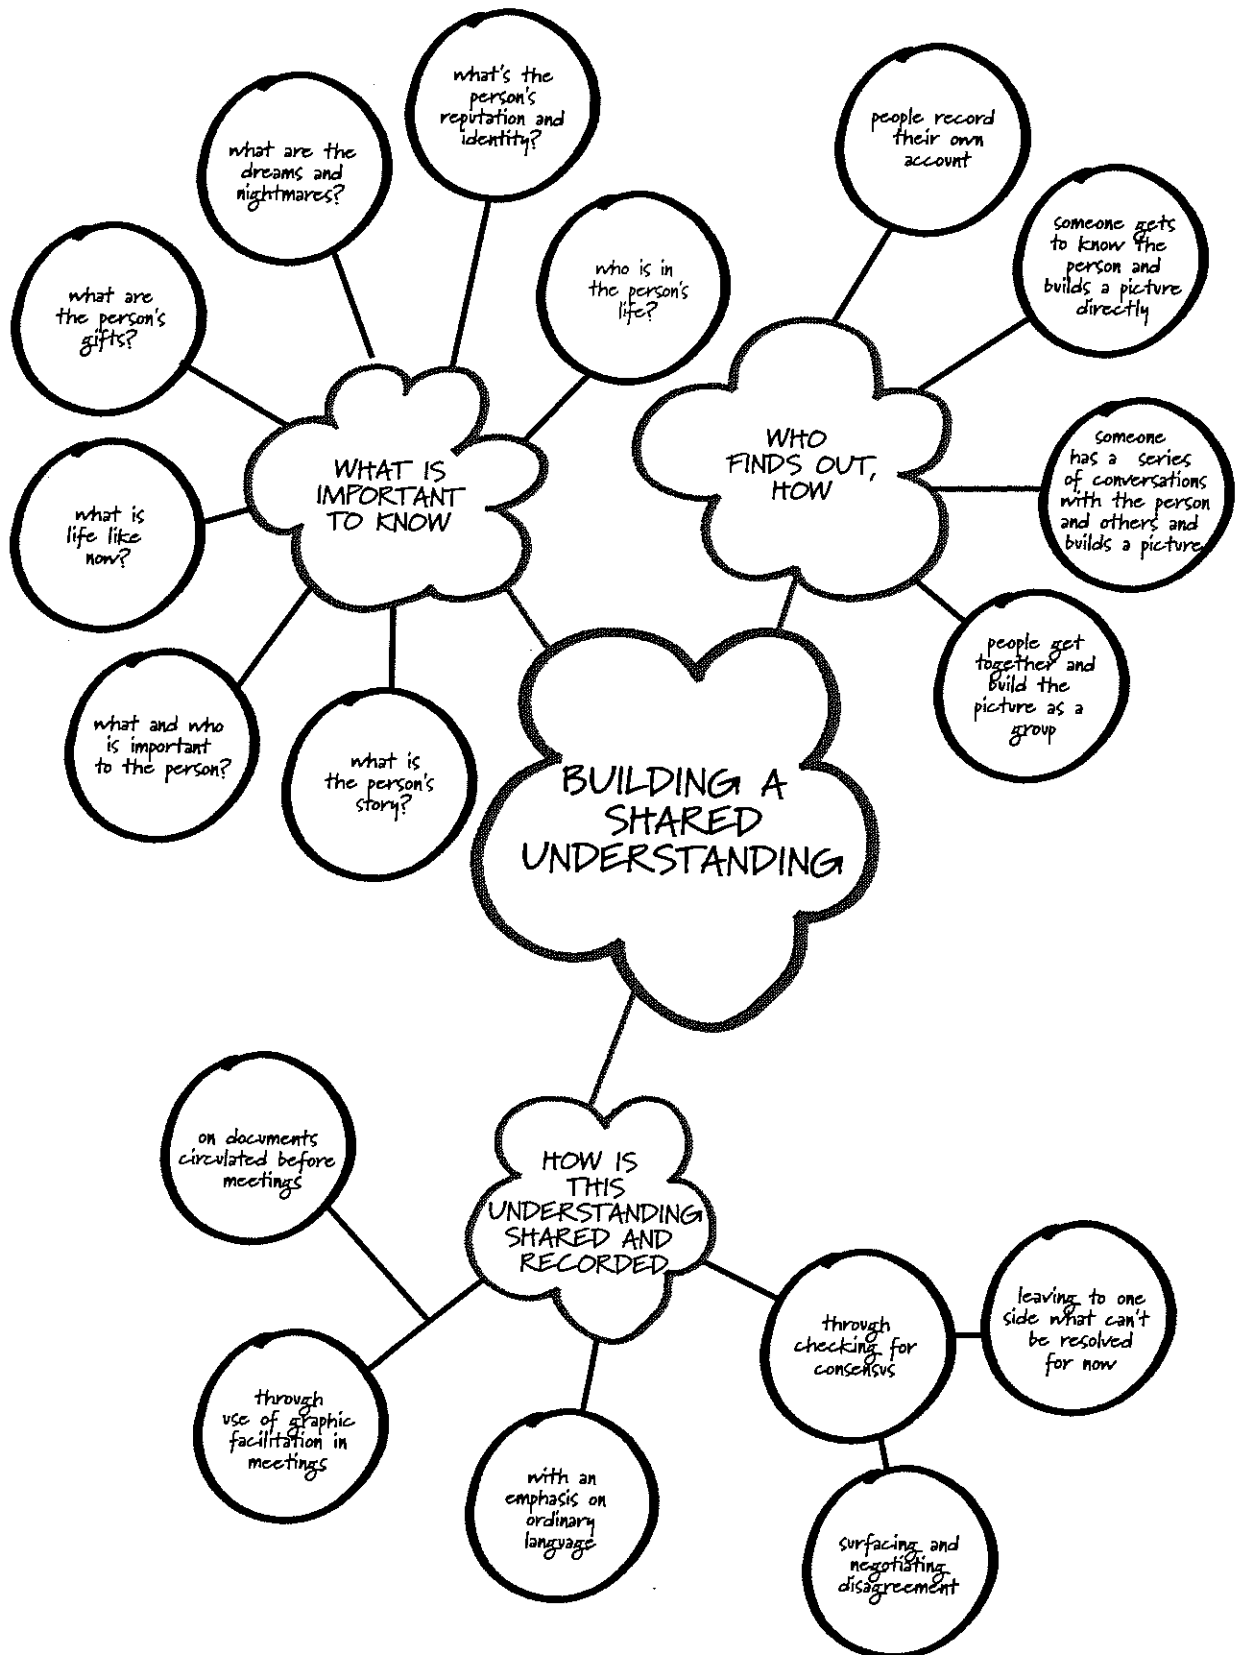 what's the
person's
reputation and
identity?
what are the
dreams and
nightmares?
what are
the person's
gifts?
who is in
the person's
life?
what is
life like
now?
what and who
is important
to the person?
what is
the person's
story?
WHAT IS
IMPORTANT
TO KNOW
people record
their own
account
someone gets
to know the
person and
builds a picture
directly
someone
has a series
of conversations
with the person
and others and
builds a picture
people get
together and
build the
picture as a
group
WHO
FINDS OUT,
HOW
BUILDING A
SHARED
UNDERSTANDING
HOW IS
THIS
UNDERSTANDING
SHARED AND
RECORDED
on documents
circulated before
meetings
through
use of graphic
facilitation in
meetings
with an
emphasis on
ordinary
language
through
checking for
consensus
leaving to one
side what can't
be resolved
for now
surfacing and
negotiating
disagreement